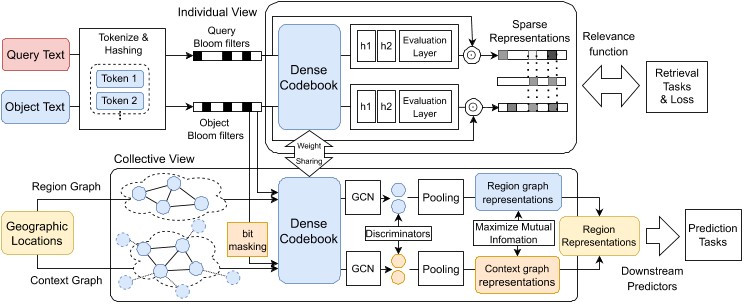 Individual View
Tokenize &
Hashing
Query
Bloom filters
Sparse
Representations
Relevance
function
Query Text
Token 1
Token 2
Object Text
Object
Bloom filters
Dense
Codebook
h1
h2
Evaluation
Layer
h1
h2
Evaluation
Layer
Retrieval
Tasks
& Loss
Weight
Sharing
Collective View
Region Graph
Geographic
Locations
Context Graph
bit
masking
Dense
Codebook
GCN
Pooling
Region graph
representations
Discriminators
Maximize Mutual
Infomation
GCN
Pooling
Context graph
representations
Region
Representations
Downstream
Predictors
Prediction
Tasks